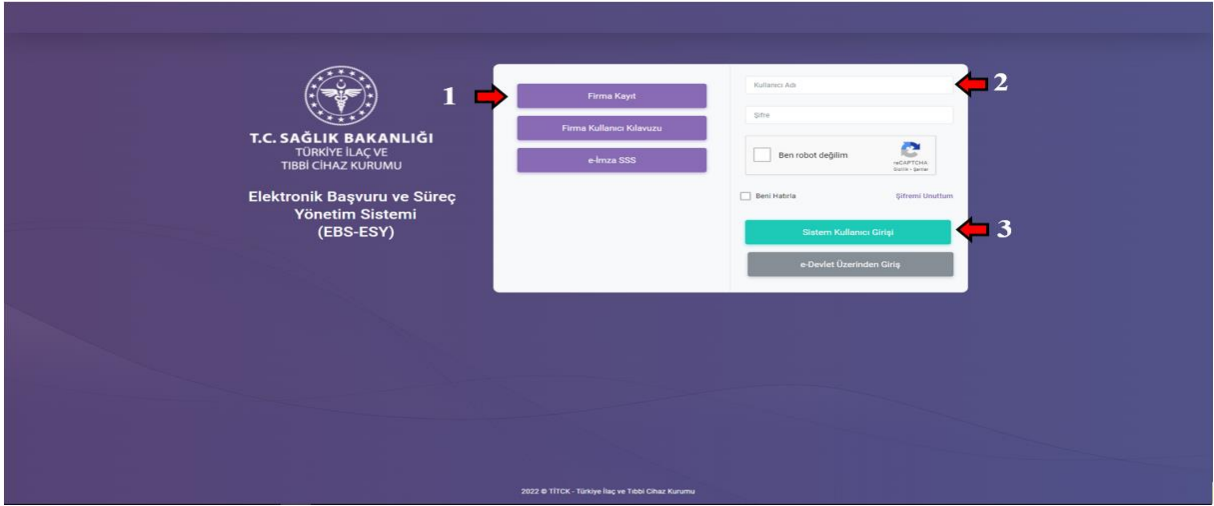 T.C. SAĞLIK BAKANLIĞI
TÜRKİYE İLAÇ VE
TIBBİ CİHAZ KURUMU
Elektronik Başvuru ve Süreç
Yönetim Sistemi
(EBS-ESY)
1
Firma Kayıt
Firma Kullanıcı Kılavuzu
e-İmza SSS
Kullanıcı Adı
2
Şifre
Ben robot değilim
reCAPTCHA
Gizlilik - Şartlar
Beni Hatırla
Şifremi Unuttum
Sistem Kullanıcı Girişi
3
e-Devlet Üzerinden Giriş
2022 © TİTCK - Türkiye İlaç ve Tıbbi Cihaz Kurumu